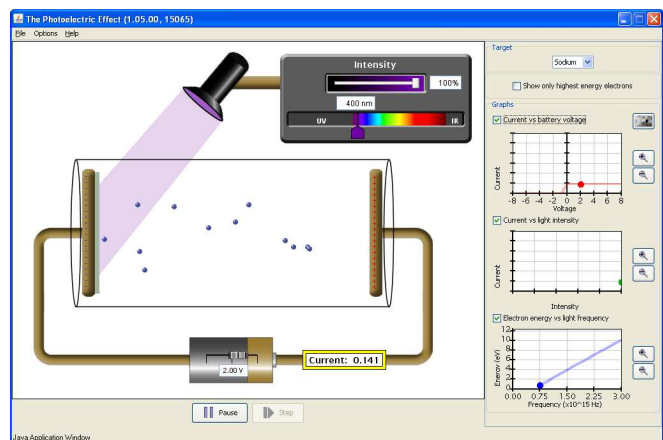 The Photoelectric Effect (1.05.00, 15065)
File Options Help
Intensity
100%
400 nm
UV
IR
Current: 0.141
2.00 V
Pause
Step
Java Application Window
Target
Sodium
Show only highest energy electrons
Graphs
Current vs battery voltage
Current
-8 -6 -4 -2 0 2 4 6 8
Voltage
Current vs light intensity
Current
Intensity
Electron energy vs light frequency
Energy (eV)
12
10
8
4
2
0
0.00 0.75 1.50 2.25 3.00
Frequency (x10^15 Hz)